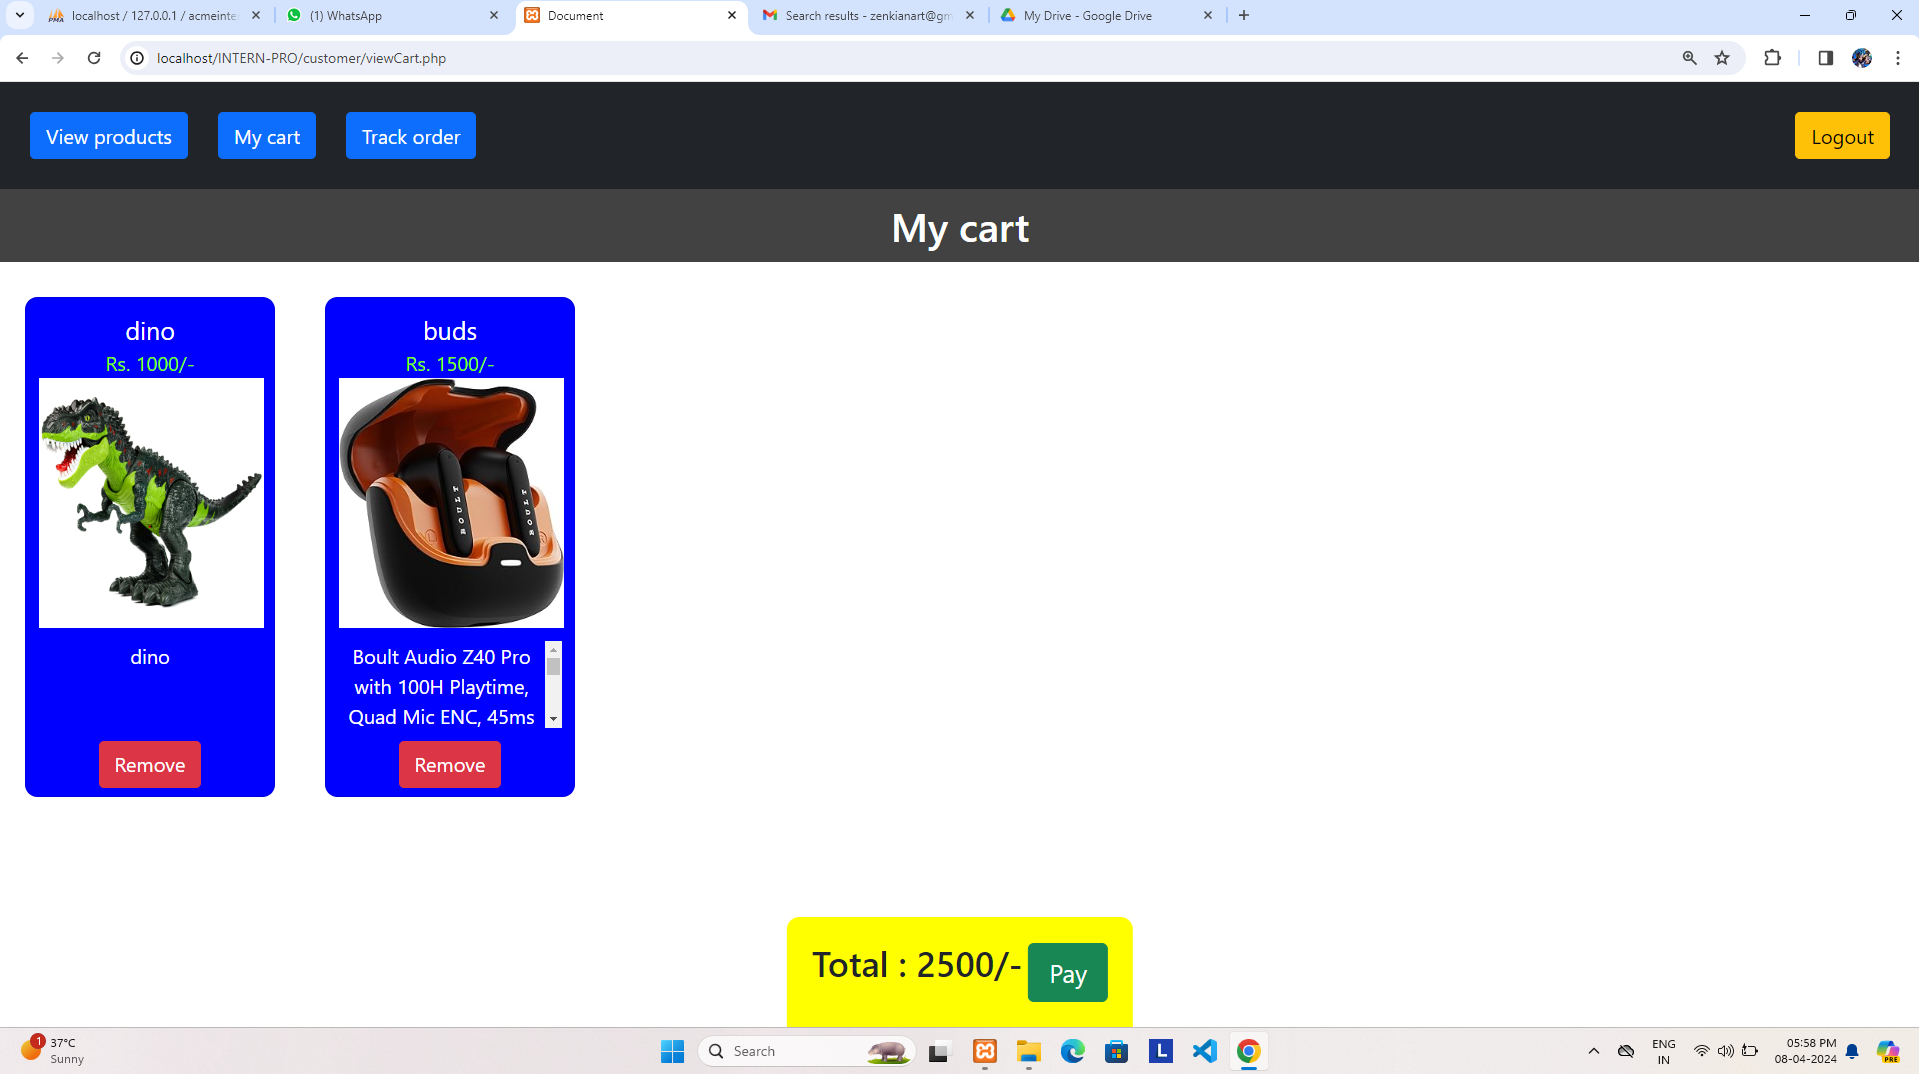 localhost / 127.0.0.1 / acmeinte
(1) WhatsApp
Document
Search results - zenkianart@gm
My Drive - Google Drive
localhost/INTERN-PRO/customer/viewCart.php
View products
My cart
Track order
Logout
My cart
dino
Rs. 1000/-
dino
Remove
buds
Rs. 1500/-
BOULT
BOULT
Boult Audio Z40 Pro
with 100H Playtime,
Quad Mic ENC, 45ms
Remove
Total : 2500/-
Pay
1
37°C
Sunny
Search
L
ENG
IN
05:58 PM
08-04-2024
PRE